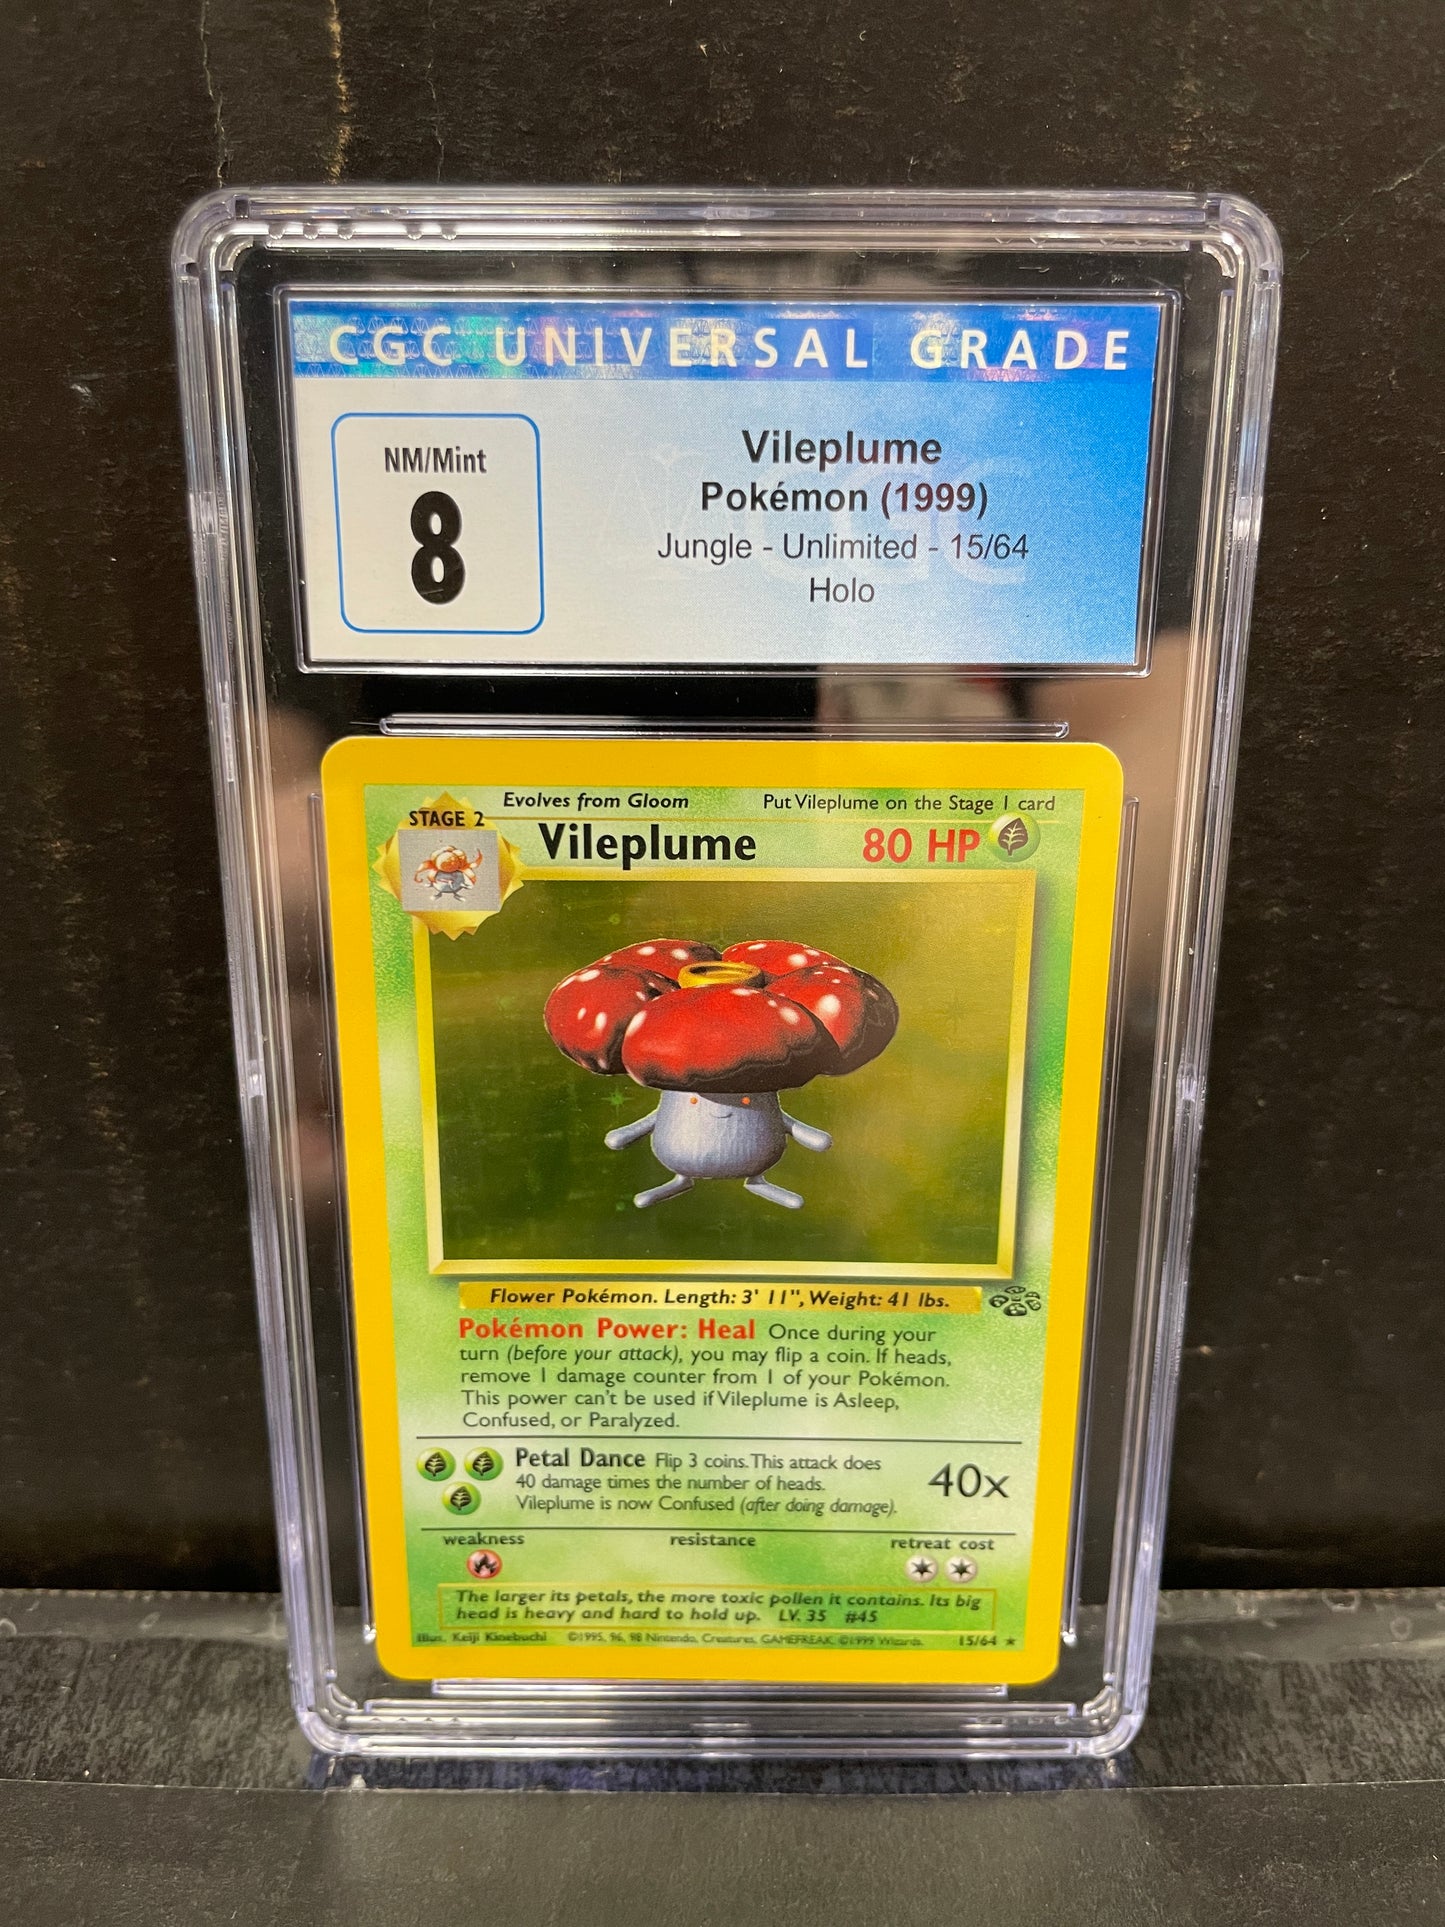 CGC UNIVERSAL GRADE
NM/Mint
8
Vileplume
Pokémon (1999)
Jungle - Unlimited - 15/64
Holo
STAGE 2
Evolves from Gloom
Put Vileplume on the Stage 1 card
Vileplume
80 HP
Flower Pokémon. Length: 3' 11", Weight: 41 lbs.
Pokémon Power: Heal Once during your
turn (before your attack), you may flip a coin. If heads,
remove 1 damage counter from 1 of your Pokémon.
This power can't be used if Vileplume is Asleep,
Confused, or Paralyzed.
Petal Dance Flip 3 coins. This attack does
40 damage times the number of heads.
Vileplume is now Confused (after doing damage).
40x
weakness
resistance
retreat cost
The larger its petals, the more toxic pollen it contains. Its big
head is heavy and hard to hold up. LV. 35 #45
Illus. Keiji Kinebuchi ©1995, 96, 98 Nintendo, Creatures, GAMEFREAK. ©1999 Wizards. 15/64 ★